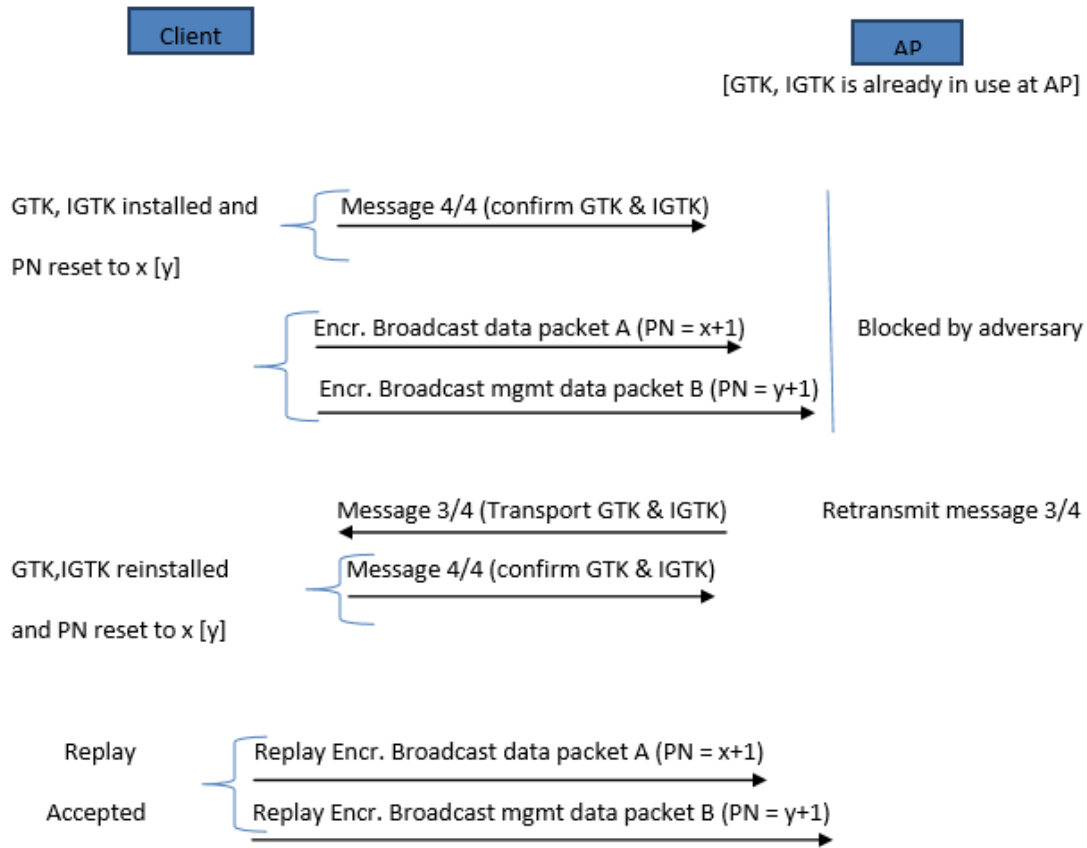 Client
AP
[GTK, IGTK is already in use at AP]
GTK, IGTK installed and
PN reset to x [y]
Message 4/4 (confirm GTK & IGTK)
Encr. Broadcast data packet A (PN = x+1)
Encr. Broadcast mgmt data packet B (PN = y+1)
Blocked by adversary
Message 3/4 (Transport GTK & IGTK)
Retransmit message 3/4
GTK,IGTK reinstalled
and PN reset to x [y]
Message 4/4 (confirm GTK & IGTK)
Replay
Accepted
Replay Encr. Broadcast data packet A (PN = x+1)
Replay Encr. Broadcast mgmt data packet B (PN = y+1)